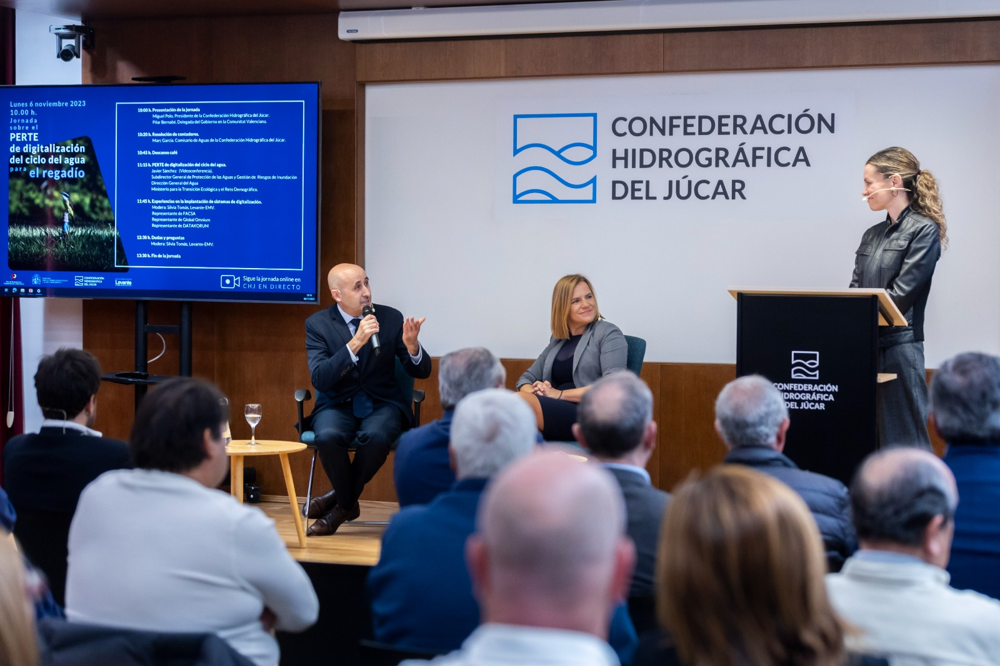 Lunes 6 noviembre 2023
10.00 h.
Jornada
sobre el
PERTE
de digitalización
del ciclo del agua
para el regadío
10:00 h. Presentación de la jornada
Miguel Polo, Presidente de la Confederación Hidrográfica del Júcar.
Pilar Bernabé, Delegada del Gobierno en la Comunitat Valenciana.
10:20 h. Resolución de contadores.
Marc García. Comisario de Aguas de la Confederación Hidrográfica del Júcar.
10:45 h. Descanso café
11:15 h. PERTE de digitalización del ciclo del agua.
Javier Sánchez (Videoconferencia),
Subdirector General de Protección de las Aguas y Gestión de Riesgos de Inundación
Dirección General del Agua
Ministerio para la Transición Ecológica y el Reto Demográfico.
11:45 h. Experiencias en la implantación de sistemas de digitalización.
Modera: Silvia Tomás, Levante-EMV.
Representante de FACSA
Representante de Global Omnium
Representante de DATAKORUM
12:30 h. Dudas y preguntas
Modera: Silvia Tomás, Levante-EMV.
13:30 h. Fin de la jornada
CONFEDERACIÓN
HIDROGRÁFICA
DEL JÚCAR
Levante
Sigue la jornada online en
CHJ EN DIRECTO
CONFEDERACIÓN
HIDROGRÁFICA
DEL JÚCAR
CONFEDERACIÓN
HIDROGRÁFICA
DEL JÚCAR